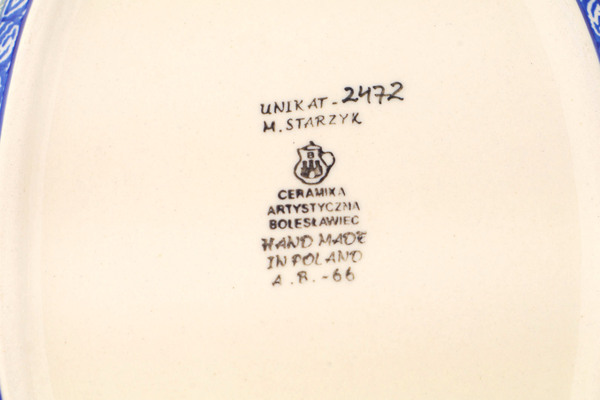 UNIKAT-2472
M. STARZYK
B
CERAMIKA
ARTYSTYCZNA
BOLESŁAWIEC
HAND MADE
IN POLAND
A.B.-66